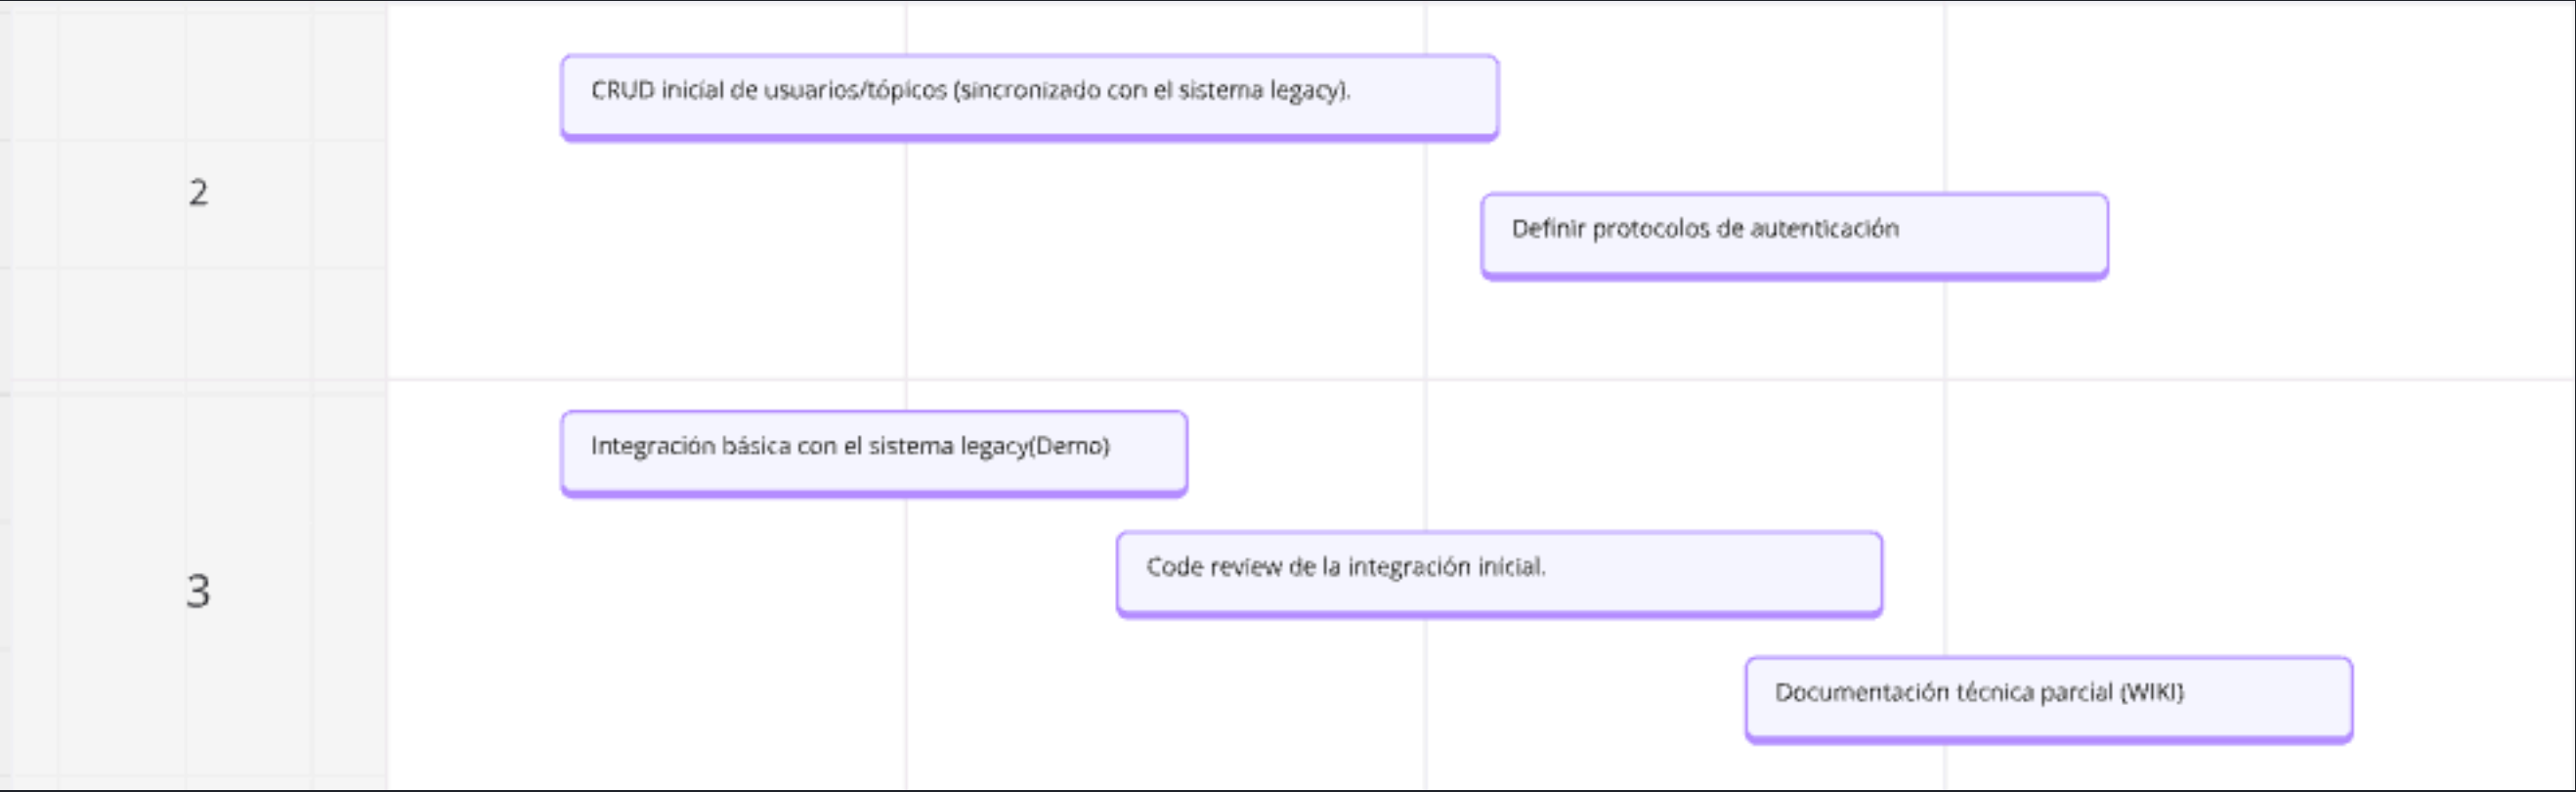 CRUD inicial de usuarios/tópicos (sincronizado con el sistema legacy).
2
Definir protocolos de autenticación
Integración básica con el sistema legacy(Demo)
3
Code review de la integración inicial.
Documentación técnica parcial (WIKI)